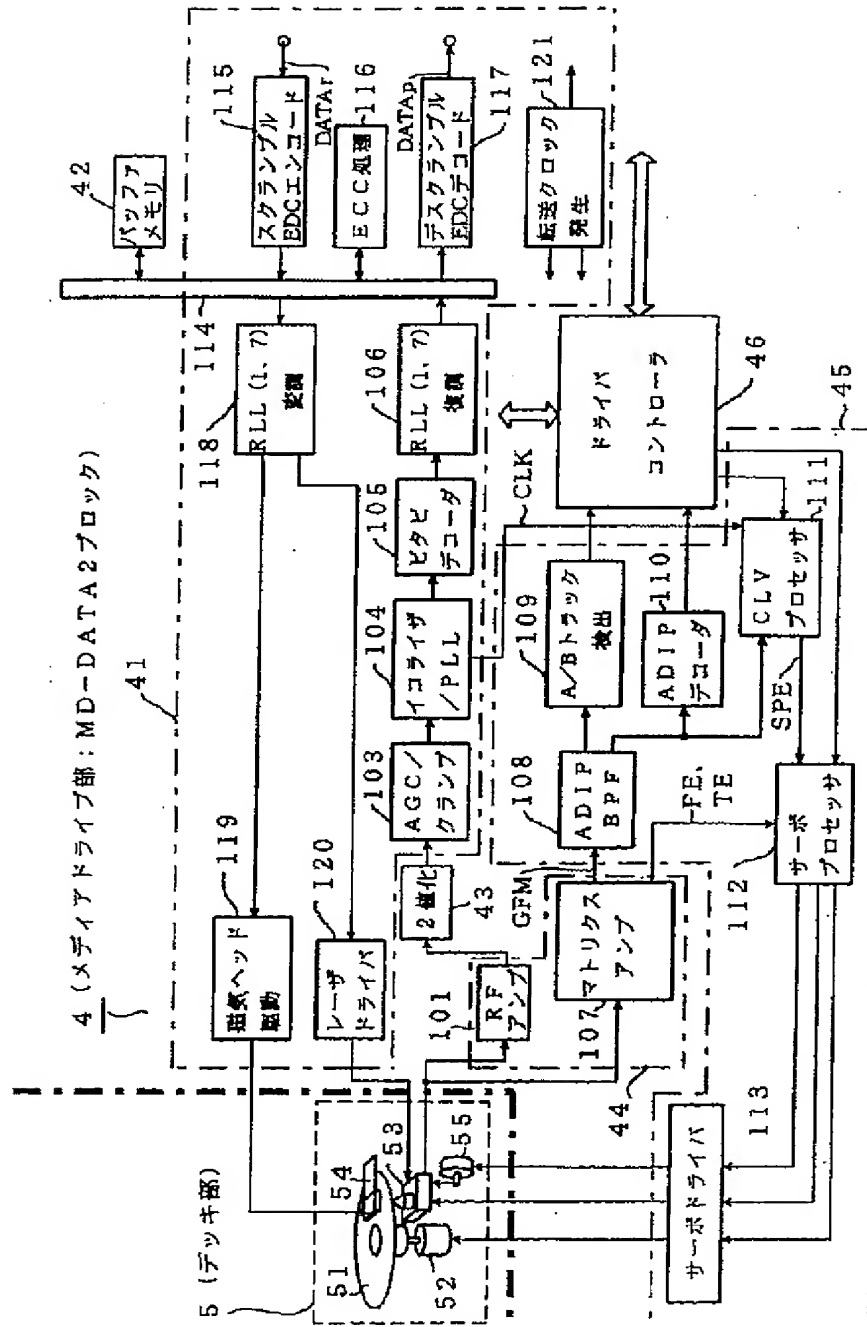 4 (メディアドライブ部:MD-DATA2ブロック)
5 (デッキ部)
41
42
バッファ
メモリ
115
スクランブル
EDCエンコード
DATAr
116
ECC処理
DATAp
117
デスクランブル
EDCデコード
121
転送クロック
発生
114
118
RLL (1、7)
変調
106
RLL (1、7)
復調
105
ビタビ
デコーダ
104
イコライザ
/PLL
103
AGC/
クランプ
2値化
43
119
磁気ヘッド
駆動
120
レーザ
ドライバ
101
RF
アンプ
107
マトリクス
アンプ
44
GFM
108
ADIP
BPF
109
A/Bトラック
検出
110
ADIP
デコーダ
CLK
ドライバ
コントローラ
46
45
111
CLV
プロセッサ
SPE
FE、
TE
112
サーボ
プロセッサ
113
サーボドライバ
51
52
53
54
55